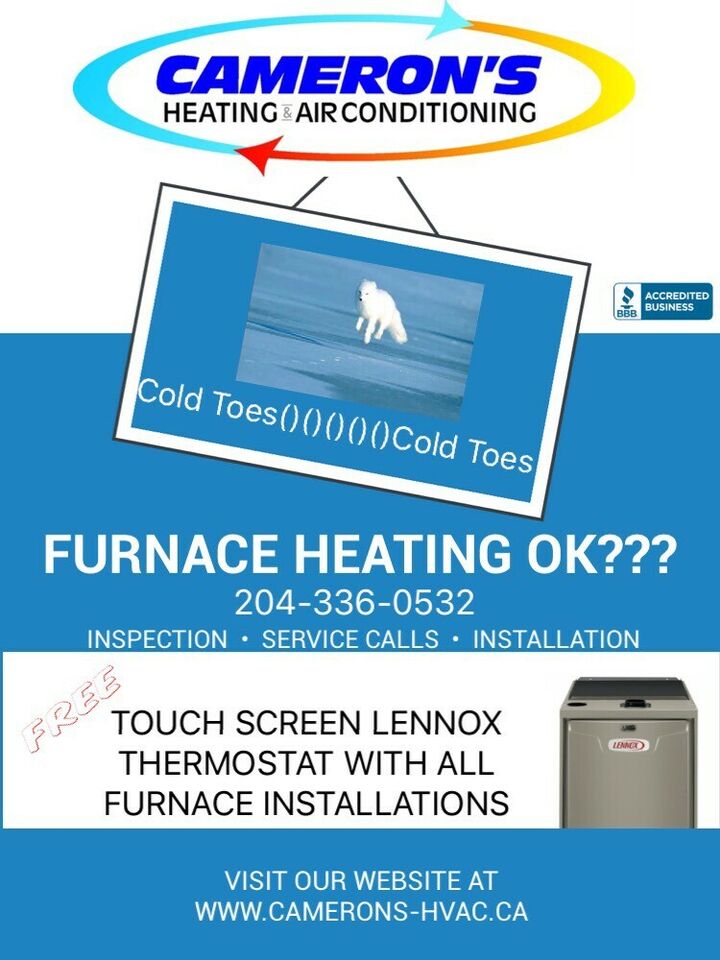 CAMERON'S
HEATING & AIR CONDITIONING
BBB. ACCREDITED
BUSINESS
Cold Toes()()()()()Cold Toes
FURNACE HEATING OK???
204-336-0532
INSPECTION • SERVICE CALLS • INSTALLATION
FREE
TOUCH SCREEN LENNOX
THERMOSTAT WITH ALL
FURNACE INSTALLATIONS
LENNOX
VISIT OUR WEBSITE AT
WWW.CAMERONS-HVAC.CA